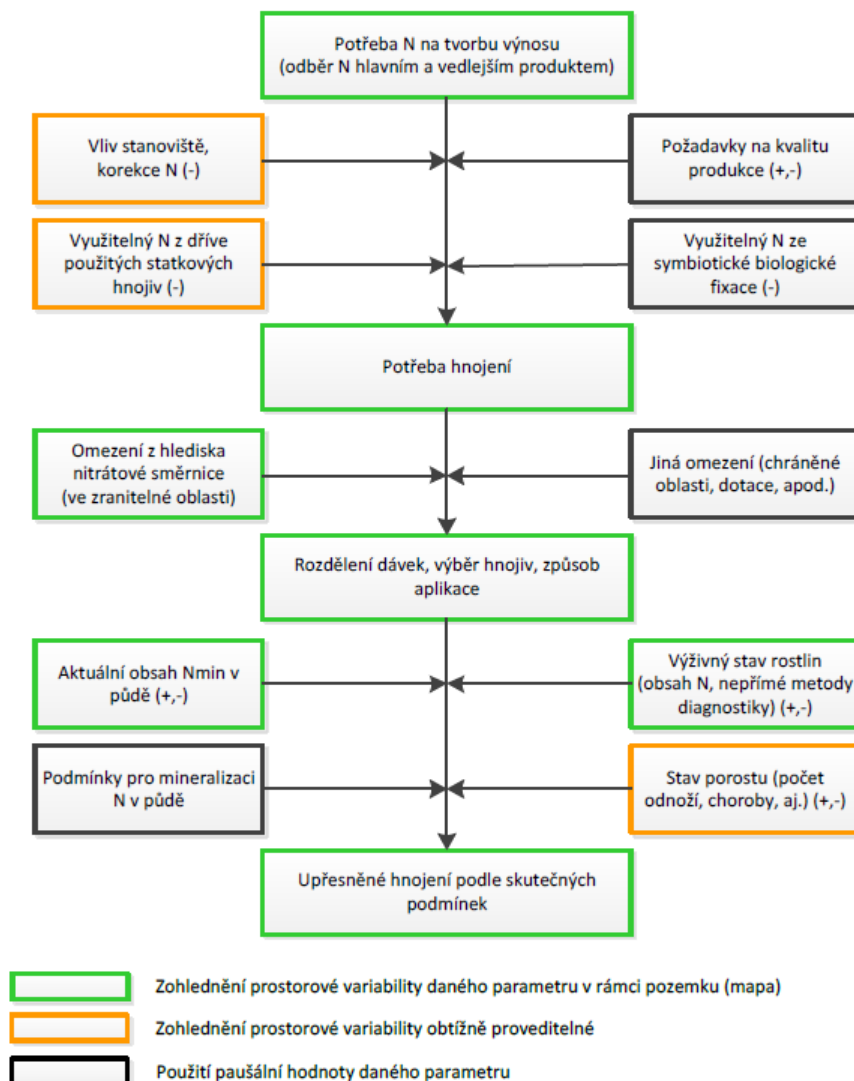 Potřeba N na tvorbu výnosu
(odběr N hlavním a vedlejším produktem)
Vliv stanoviště,
korekce N (-)
Požadavky na kvalitu
produkce (+,-)
Využitelný N z dříve
použitých statkových
hnojiv (-)
Využitelný N ze
symbiotické biologické
fixace (-)
Potřeba hnojení
Omezení z hlediska
nitrátové směrnice
(ve zranitelné oblasti)
Jiná omezení (chráněné
oblasti, dotace, apod.)
Rozdělení dávek, výběr hnojiv, způsob
aplikace
Aktuální obsah Nmin v
půdě (+,-)
Výživný stav rostlin
(obsah N, nepřímé metody
diagnostiky) (+,-)
Podmínky pro mineralizaci
N v půdě
Stav porostu (počet
odnoží, choroby, aj.) (+,-)
Upřesněné hnojení podle skutečných
podmínek
Zohlednění prostorové variability daného parametru v rámci pozemku (mapa)
Zohlednění prostorové variability obtížně proveditelné
Použití paušální hodnoty daného parametru